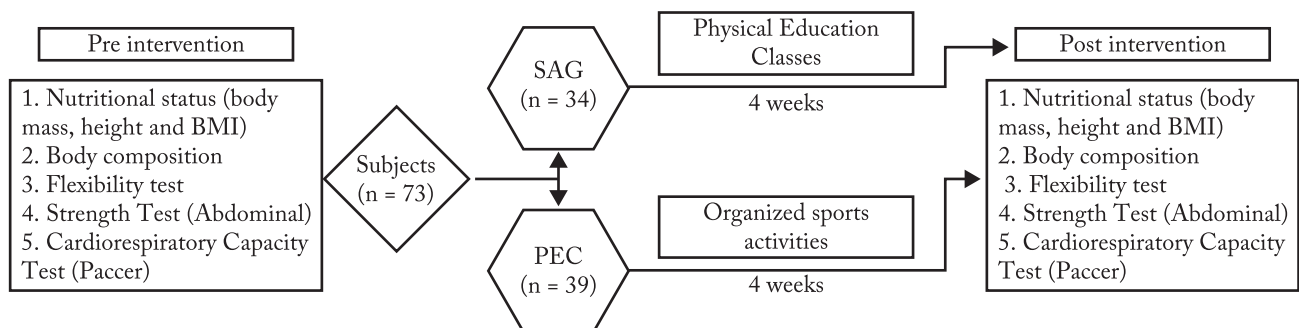 Pre intervention
1. Nutritional status (body
mass, height and BMI)
2. Body composition
3. Flexibility test
4. Strength Test (Abdominal)
5. Cardiorespiratory Capacity
Test (Paccer)
Subjects
(n = 73)
SAG
(n = 34)
PEC
(n = 39)
Physical Education
Classes
4 weeks
Organized sports
activities
4 weeks
Post intervention
1. Nutritional status (body
mass, height and BMI)
2. Body composition
3. Flexibility test
4. Strength Test (Abdominal)
5. Cardiorespiratory Capacity
Test (Paccer)